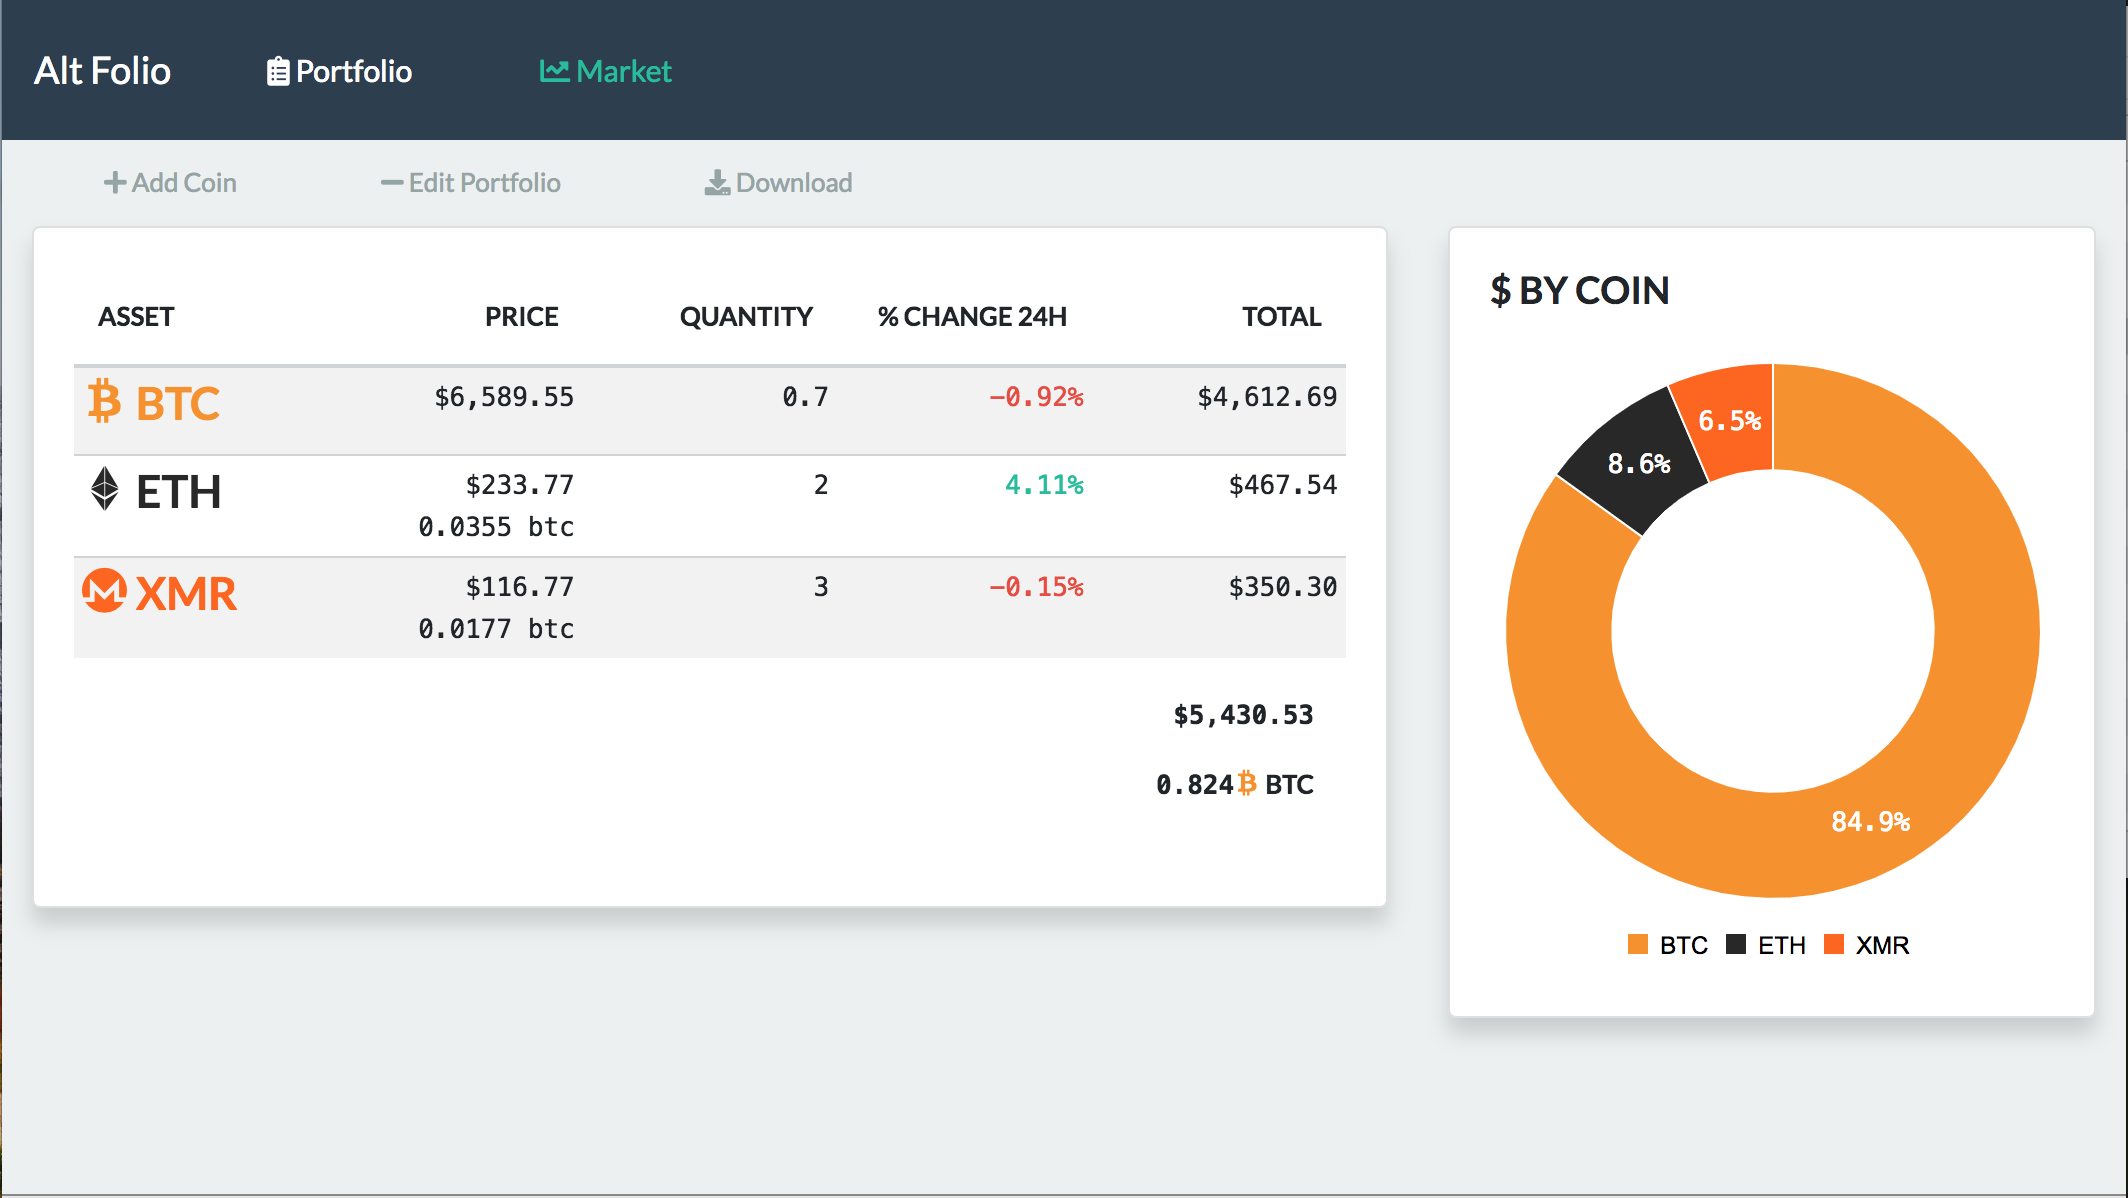 Alt Folio Portfolio Market
Add Coin Edit Portfolio Download
ASSET PRICE QUANTITY % CHANGE 24H TOTAL
BTC $6,589.55 0.7 -0.92% $4,612.69
ETH $233.77 2 4.11% $467.54
0.0355 btc
XMR $116.77 3 -0.15% $350.30
0.0177 btc
$5,430.53
0.824 BTC
$ BY COIN
6.5%
8.6%
84.9%
BTC ETH XMR